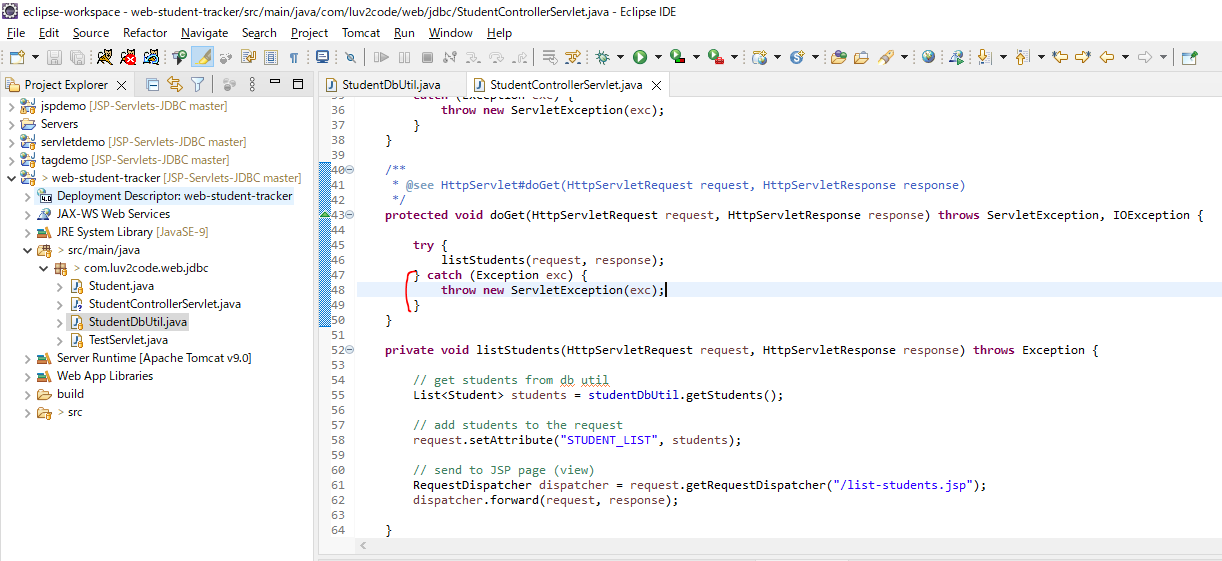 eclipse-workspace - web-student-tracker/src/main/java/com/luv2code/web/jdbc/StudentControllerServlet.java - Eclipse IDE
File Edit Source Refactor Navigate Search Project Tomcat Run Window Help
Project Explorer
StudentDbUtil.java StudentControllerServlet.java
jspdemo [JSP-Servlets-JDBC master]
Servers
servletdemo [JSP-Servlets-JDBC master]
tagdemo [JSP-Servlets-JDBC master]
> web-student-tracker [JSP-Servlets-JDBC master]
Deployment Descriptor: web-student-tracker
JAX-WS Web Services
JRE System Library [JavaSE-9]
> src/main/java
> com.luv2code.web.jdbc
Student.java
StudentControllerServlet.java
StudentDbUtil.java
TestServlet.java
Server Runtime [Apache Tomcat v9.0]
Web App Libraries
build
> src
35 catch (Exception exc) {
36 throw new ServletException(exc);
37 }
38 }
39
40 /**
41 * @see HttpServlet#doGet(HttpServletRequest request, HttpServletResponse response)
42 */
43 protected void doGet(HttpServletRequest request, HttpServletResponse response) throws ServletException, IOException {
44
45 try {
46 listStudents(request, response);
47 } catch (Exception exc) {
48 throw new ServletException(exc);
49 }
50 }
51
52 private void listStudents(HttpServletRequest request, HttpServletResponse response) throws Exception {
53
54 // get students from db util
55 List<Student> students = studentDbUtil.getStudents();
56
57 // add students to the request
58 request.setAttribute("STUDENT_LIST", students);
59
60 // send to JSP page (view)
61 RequestDispatcher dispatcher = request.getRequestDispatcher("/list-students.jsp");
62 dispatcher.forward(request, response);
63
64 }